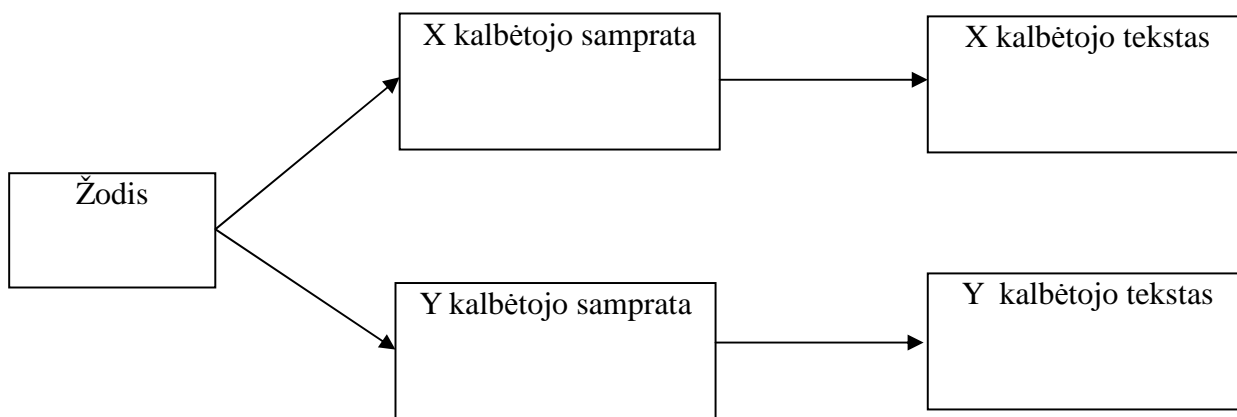 X kalbėtojo samprata
X kalbėtojo tekstas
Žodis
Y kalbėtojo samprata
Y kalbėtojo tekstas